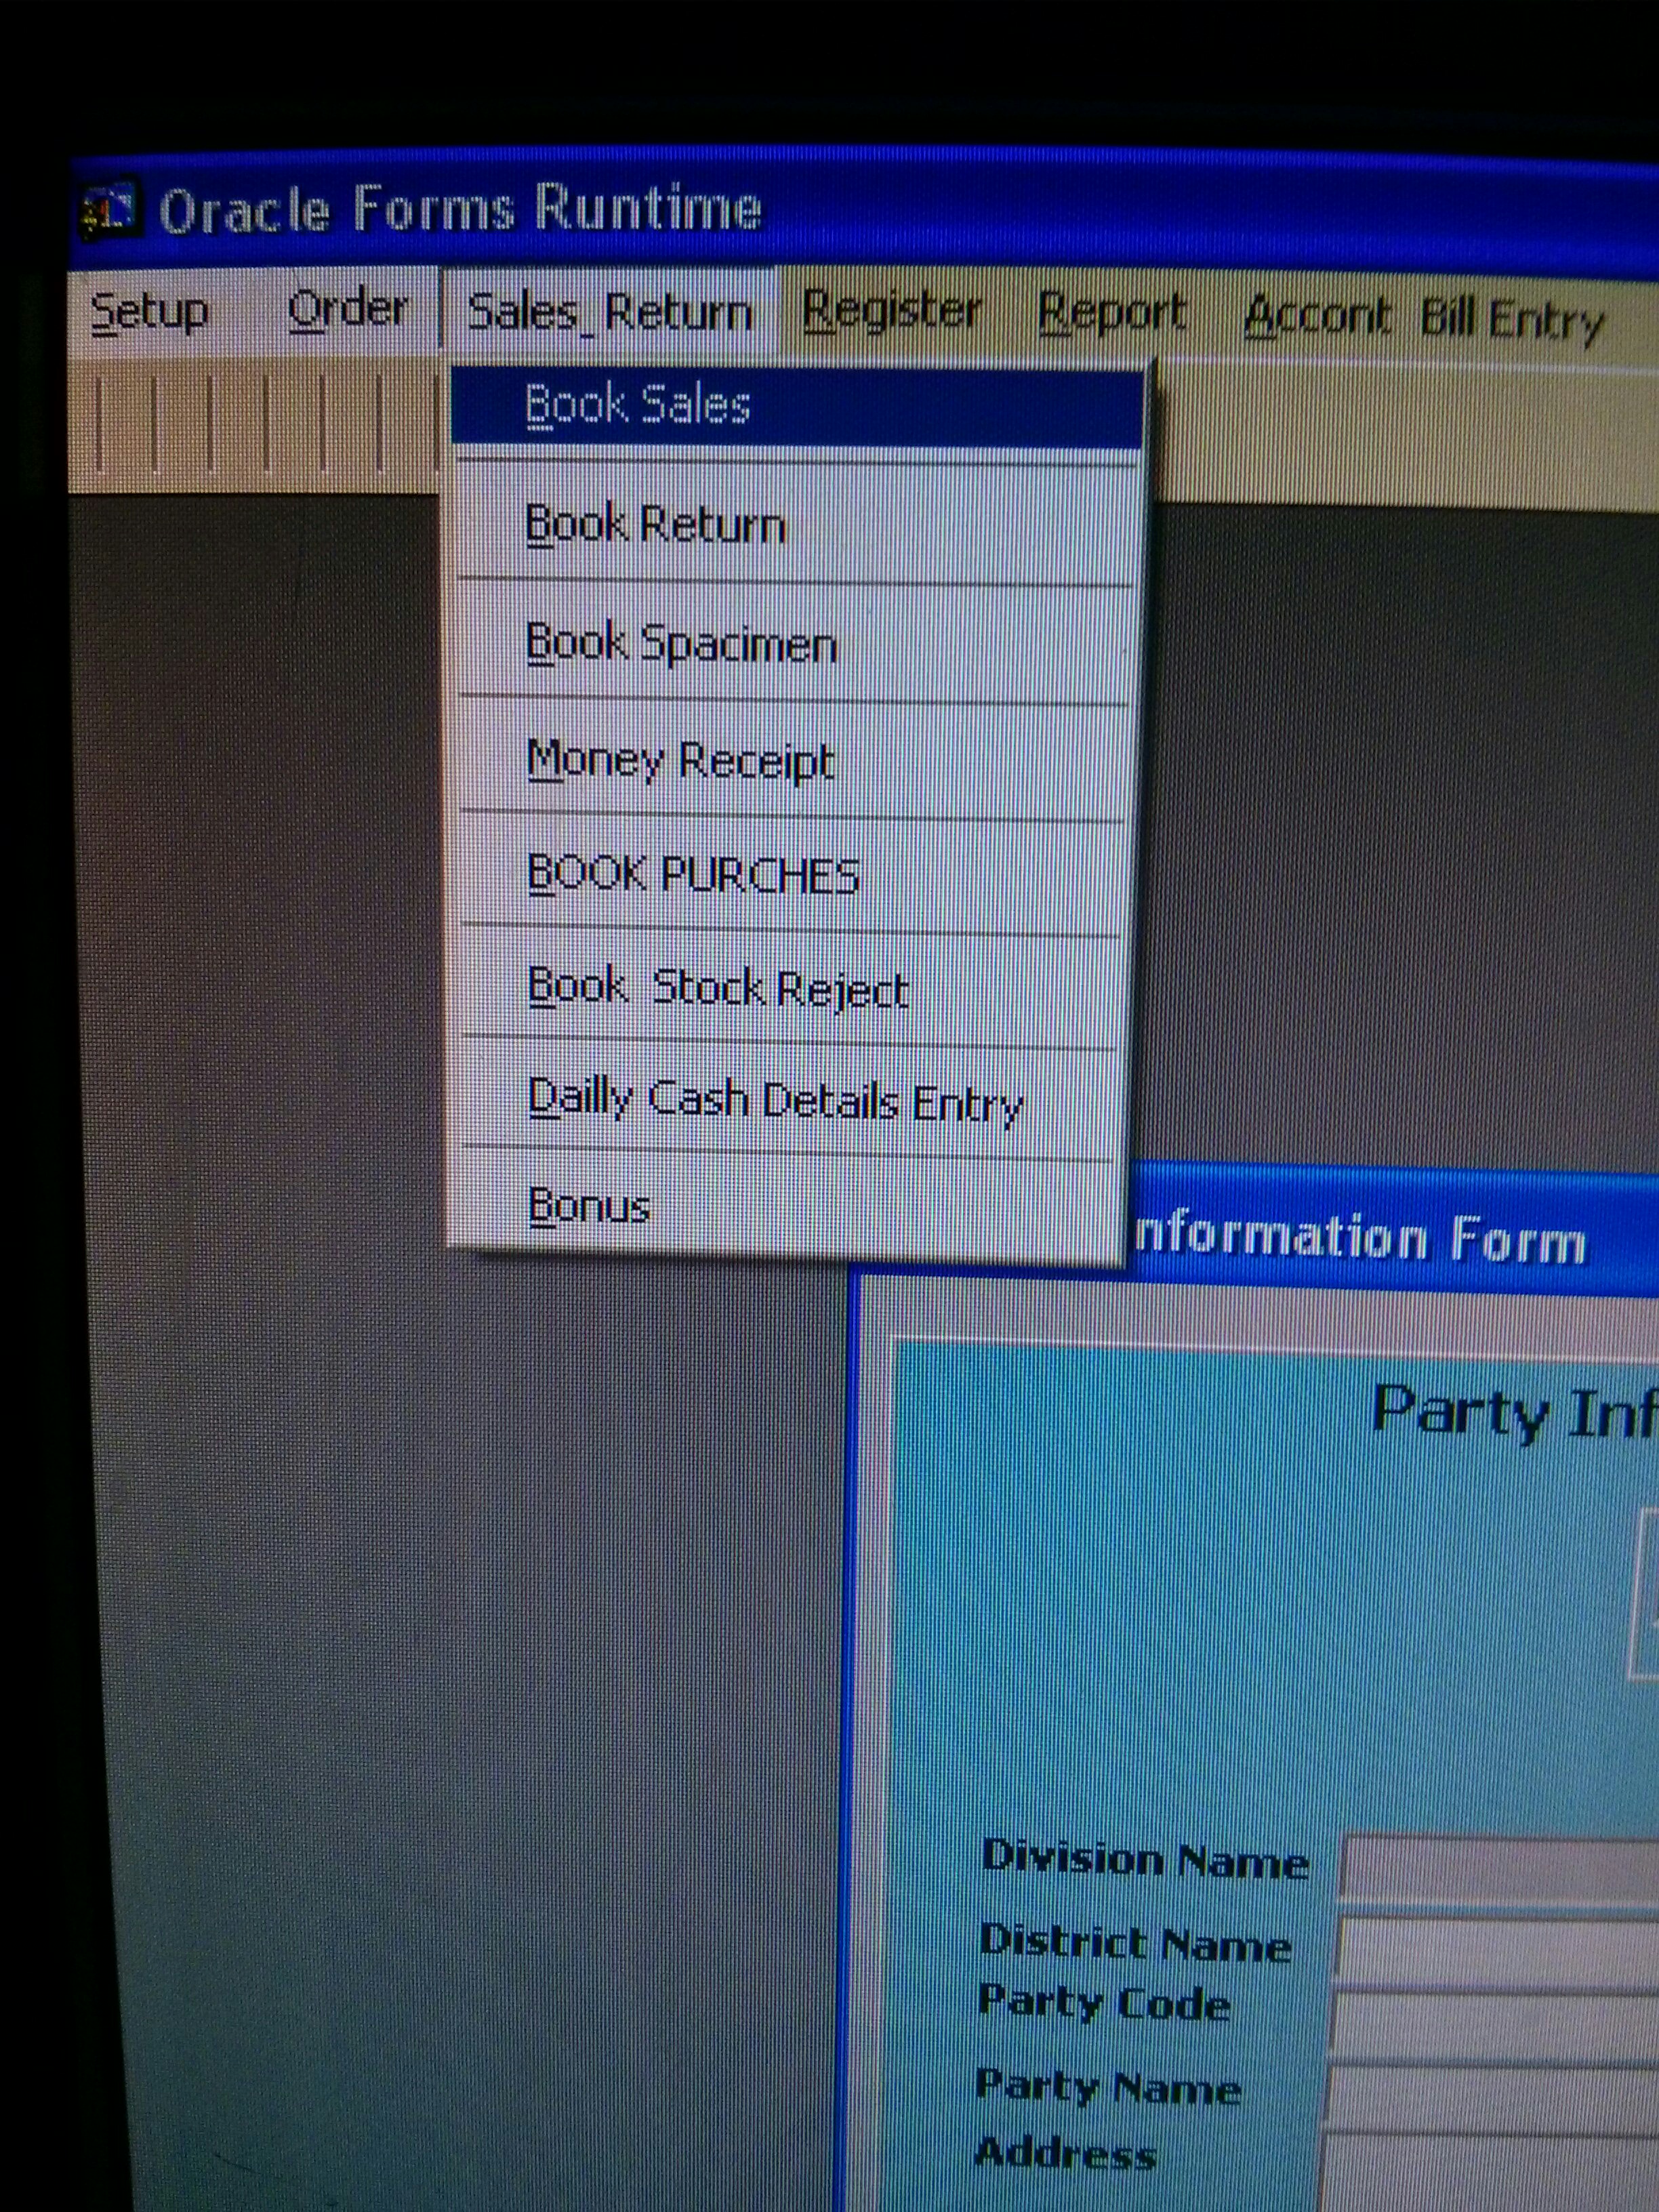 Oracle Forms Runtime
Setup Order Sales_Return Register Report Accont Bill Entry
Book Sales
Book Return
Book Spacimen
Money Receipt
BOOK PURCHES
Book Stock Reject
Dailly Cash Details Entry
Bonus
nformation Form
Party Inf
Division Name
District Name
Party Code
Party Name
Address